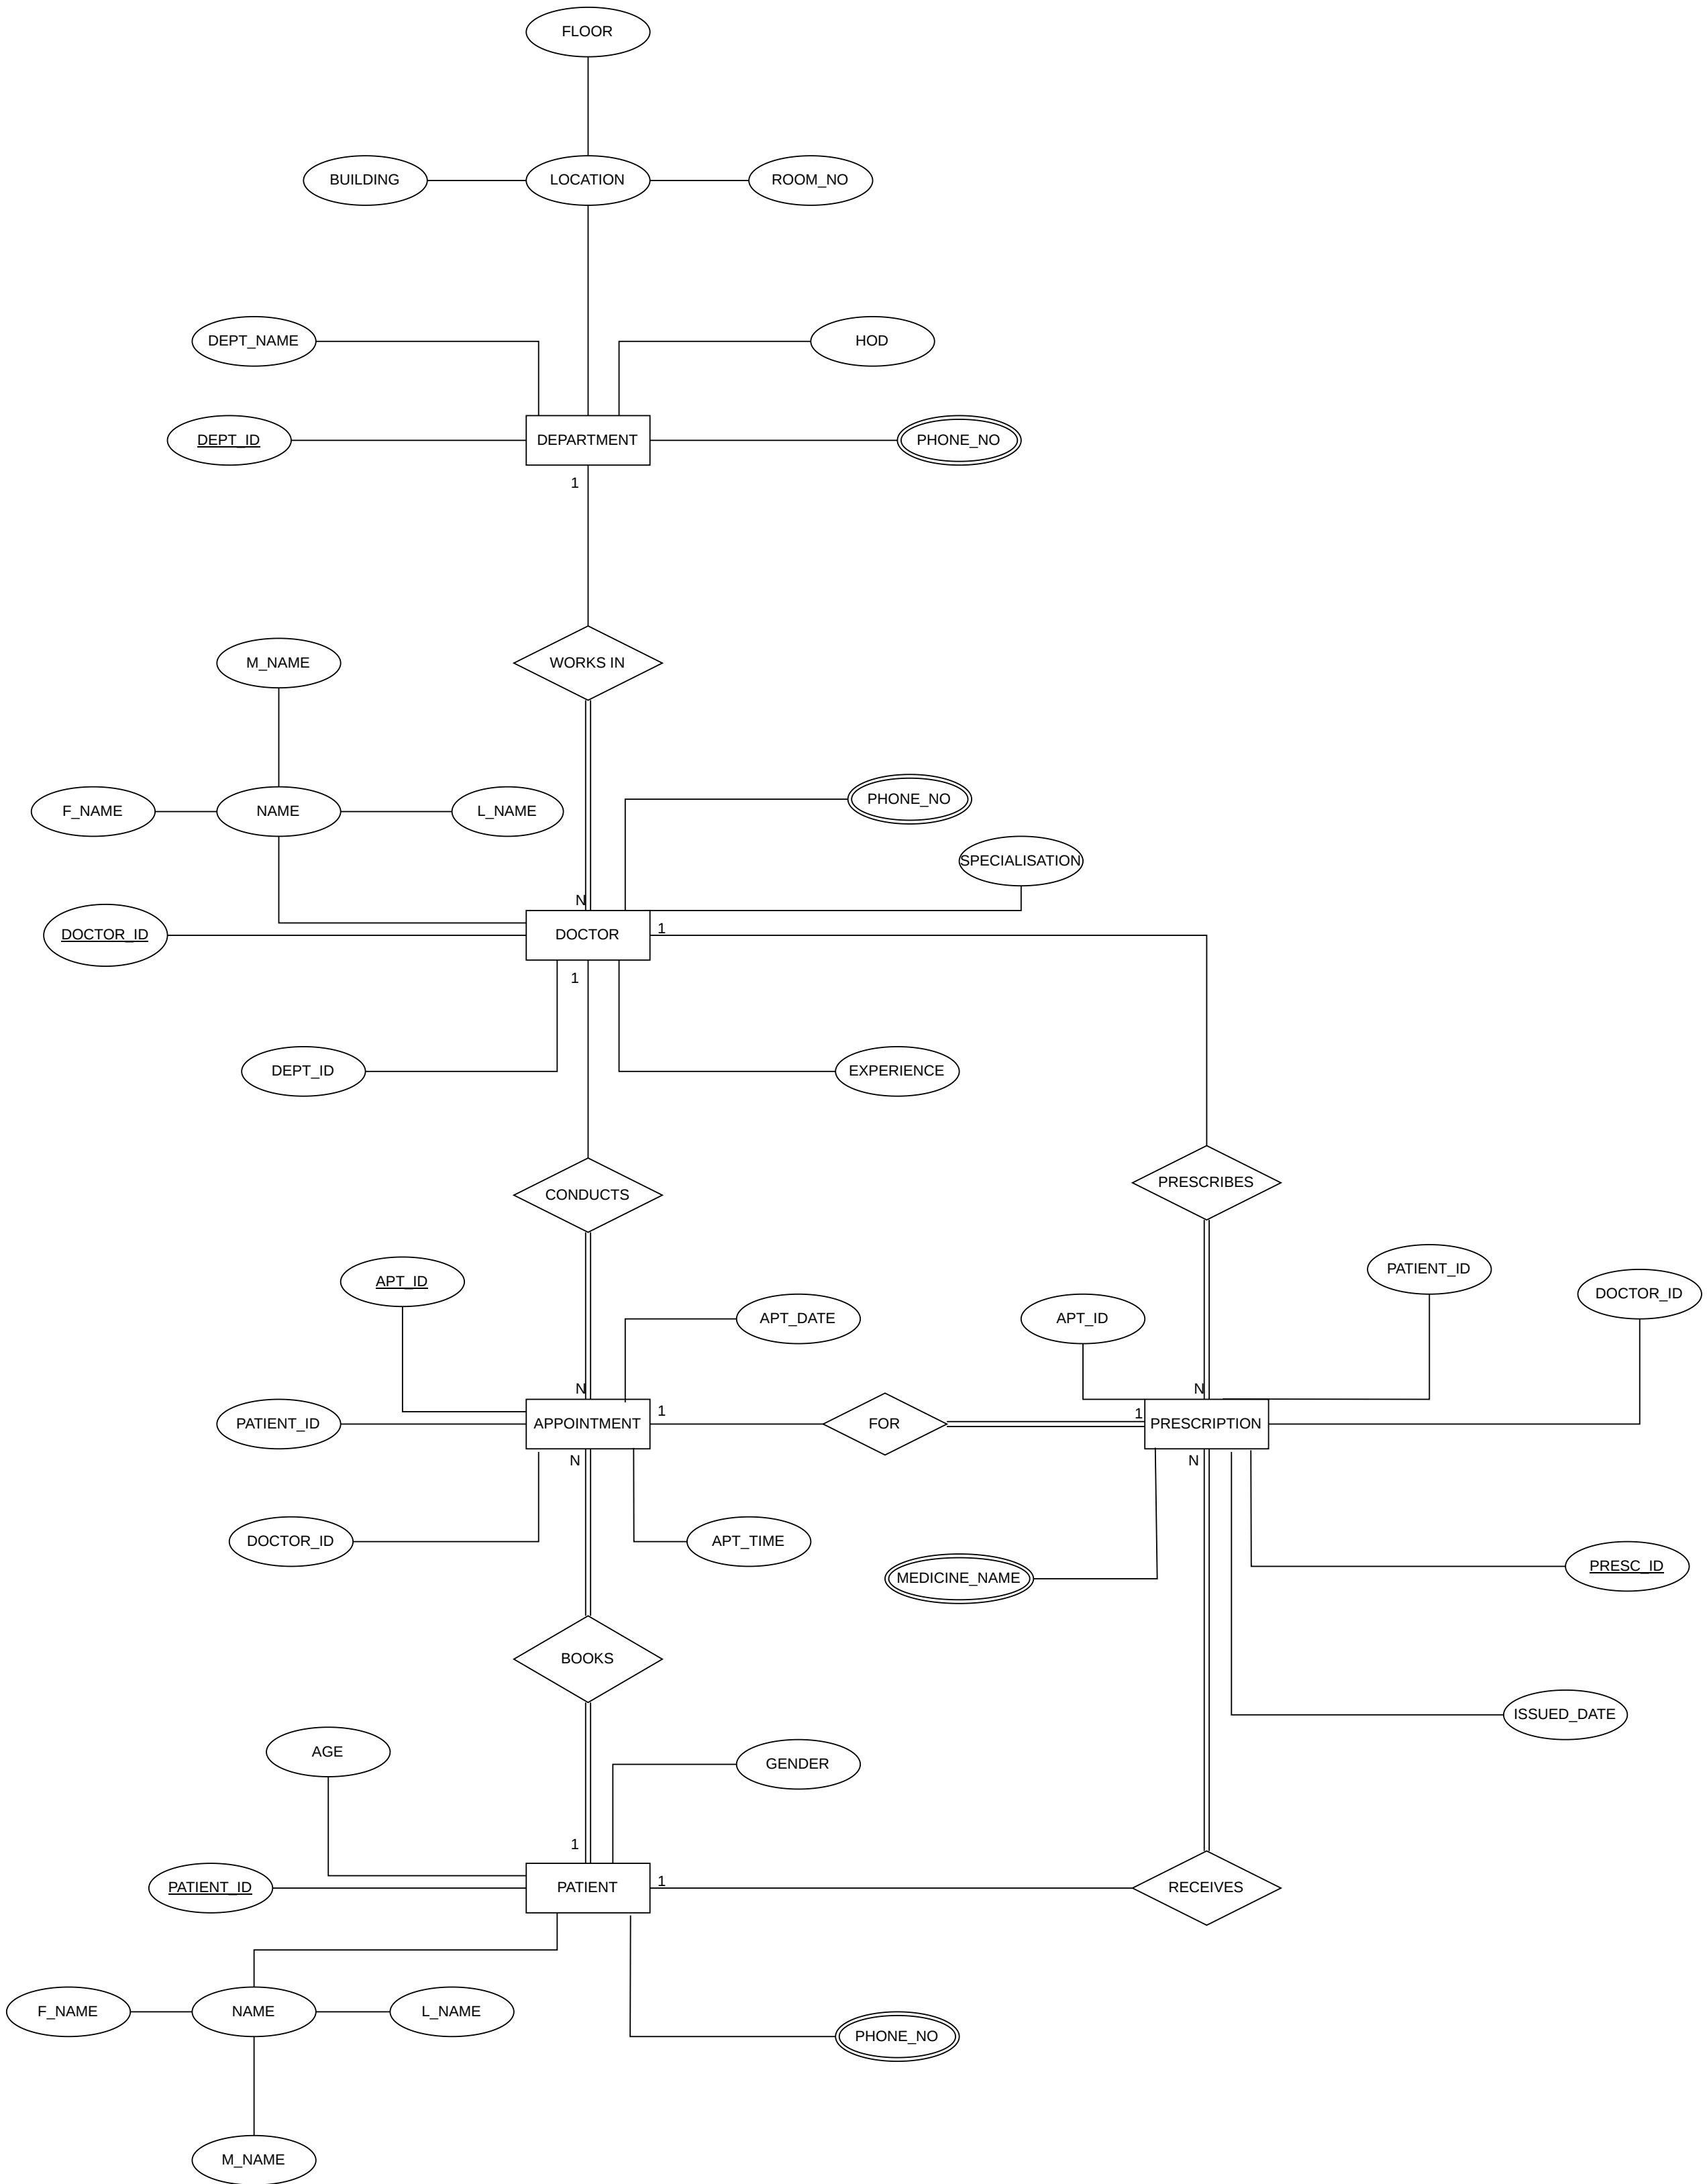 FLOOR
BUILDING
LOCATION
ROOM_NO
DEPT_NAME
HOD
DEPT_ID
DEPARTMENT
PHONE_NO
1
M_NAME
WORKS IN
F_NAME
NAME
L_NAME
PHONE_NO
SPECIALISATION
N
DOCTOR_ID
DOCTOR
1
1
DEPT_ID
EXPERIENCE
CONDUCTS
PRESCRIBES
APT_ID
PATIENT_ID
DOCTOR_ID
APT_DATE
APT_ID
N
N
PATIENT_ID
APPOINTMENT
1
FOR
1
PRESCRIPTION
N
N
DOCTOR_ID
APT_TIME
MEDICINE_NAME
PRESC_ID
BOOKS
ISSUED_DATE
AGE
GENDER
1
PATIENT_ID
PATIENT
1
RECEIVES
F_NAME
NAME
L_NAME
PHONE_NO
M_NAME